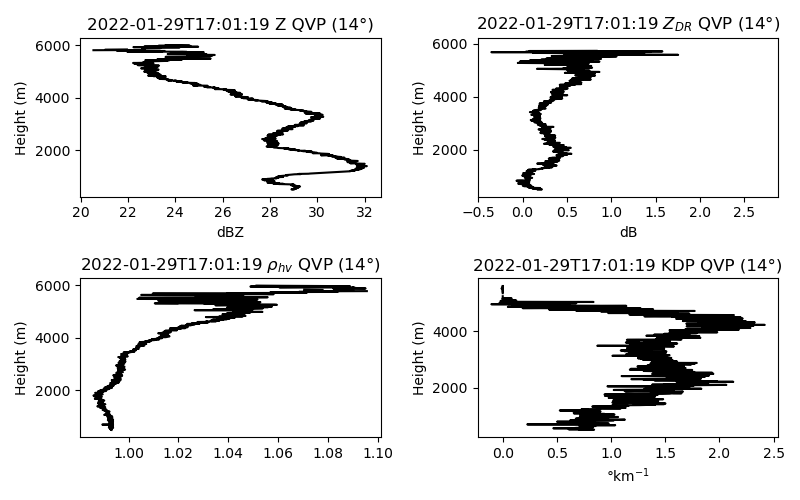 2022-01-29T17:01:19 Z QVP (14°)
6000
4000
2000
Height (m)
20 22 24 26 28 30 32
dBZ
2022-01-29T17:01:19 Z_DR QVP (14°)
6000
4000
2000
Height (m)
−0.5 0.0 0.5 1.0 1.5 2.0 2.5
dB
2022-01-29T17:01:19 ρ_hv QVP (14°)
6000
4000
2000
Height (m)
1.00 1.02 1.04 1.06 1.08 1.10
2022-01-29T17:01:19 KDP QVP (14°)
4000
2000
Height (m)
0.0 0.5 1.0 1.5 2.0 2.5
°km⁻¹